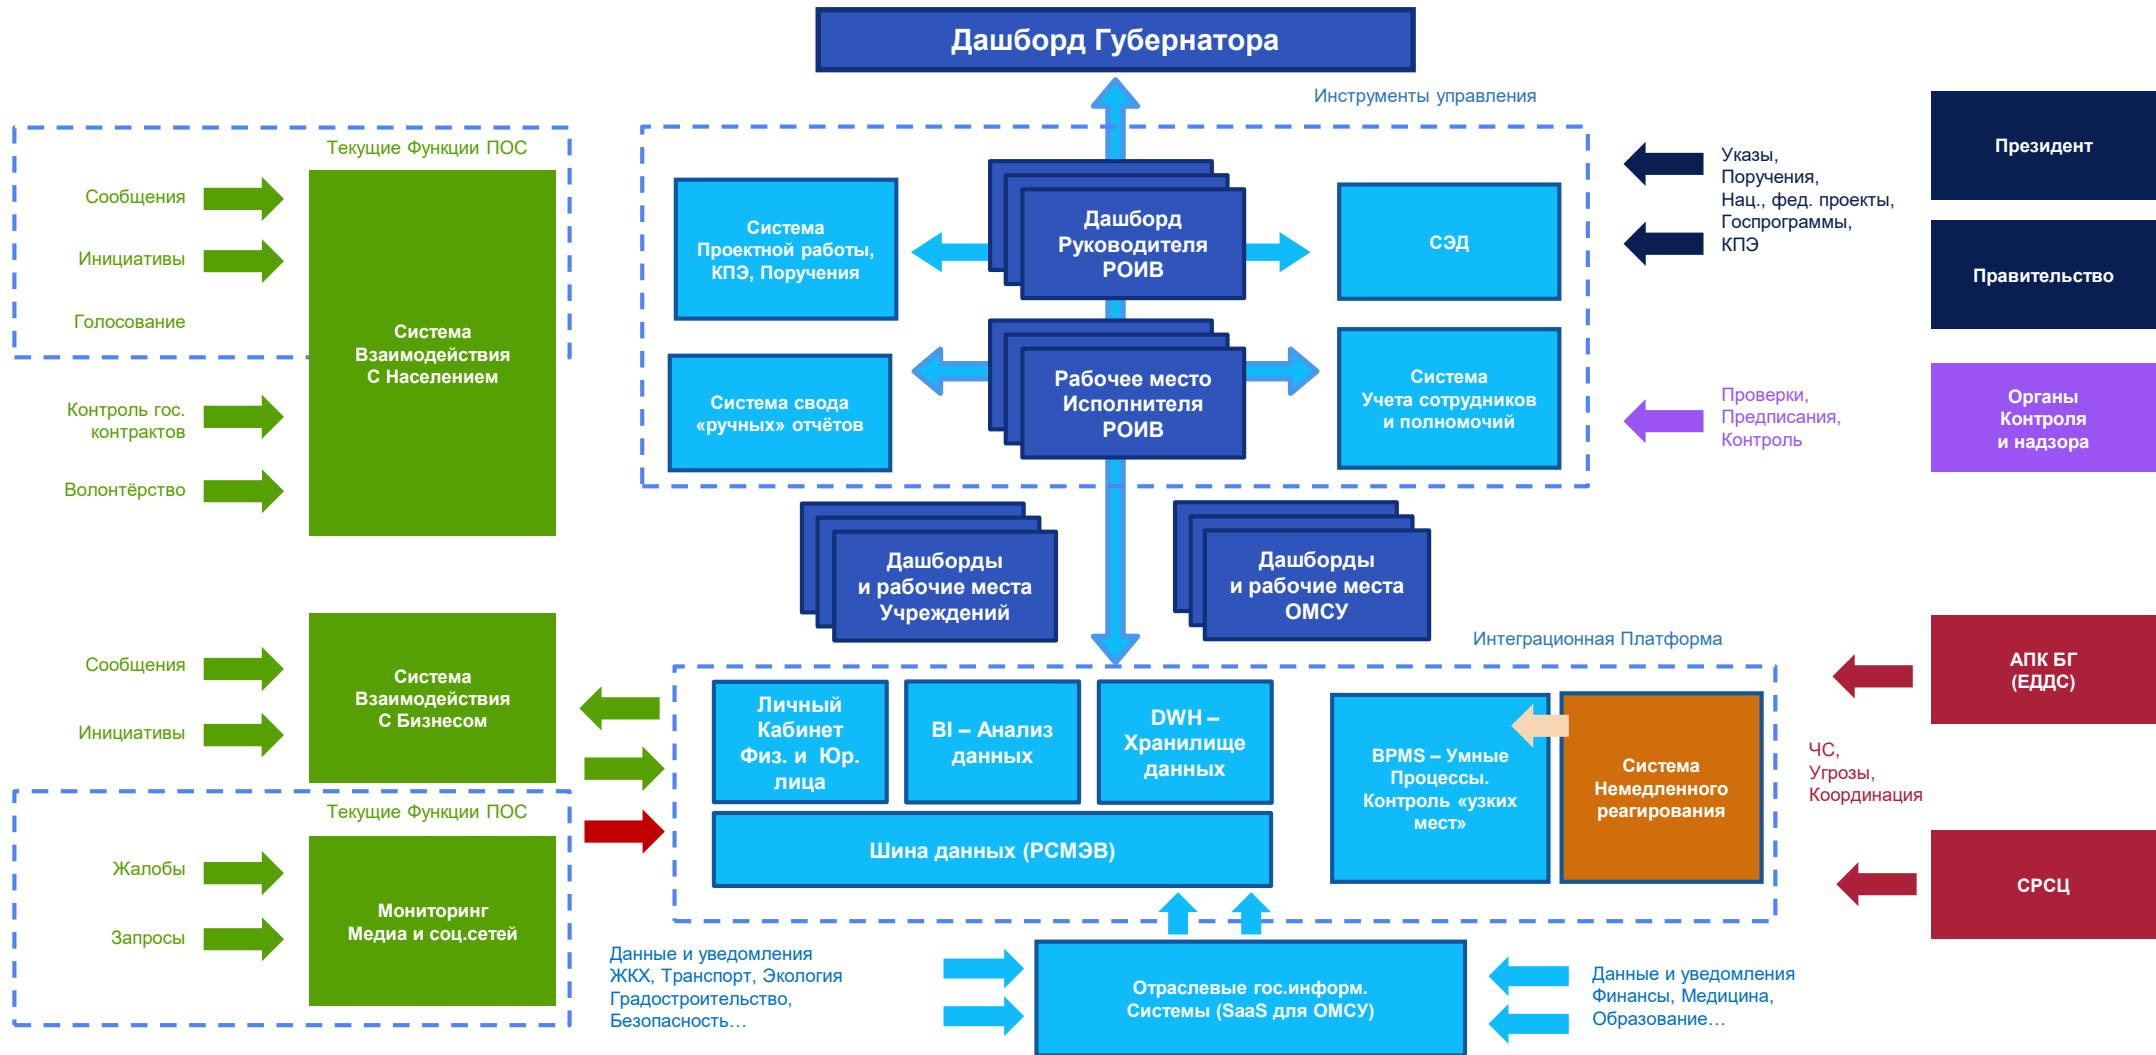 Дашборд Губернатора
Инструменты управления
Текущие Функции ПОС
Сообщения
Инициативы
Голосование
Контроль гос.
контрактов
Волонтёрство
Система
Взаимодействия
С Населением
Система
Проектной работы,
КПЭ, Поручения
Дашборд
Руководителя
РОИВ
СЭД
Система свода
«ручных» отчётов
Рабочее место
Исполнителя
РОИВ
Система
Учета сотрудников
и полномочий
Указы,
Поручения,
Нац., фед. проекты,
Госпрограммы,
КПЭ
Президент
Правительство
Проверки,
Предписания,
Контроль
Органы
Контроля
и надзора
Дашборды
и рабочие места
Учреждений
Дашборды
и рабочие места
ОМСУ
Интеграционная Платформа
Сообщения
Инициативы
Система
Взаимодействия
С Бизнесом
Личный
Кабинет
Физ. и Юр.
лица
BI – Анализ
данных
DWH –
Хранилище
данных
BPMS – Умные
Процессы.
Контроль «узких
мест»
Система
Немедленного
реагирования
Шина данных (РСМЭВ)
АПК БГ
(ЕДДС)
ЧС,
Угрозы,
Координация
СРСЦ
Текущие Функции ПОС
Жалобы
Запросы
Мониторинг
Медиа и соц.сетей
Данные и уведомления
ЖКХ, Транспорт, Экология
Градостроительство,
Безопасность…
Отраслевые гос.информ.
Системы (SaaS для ОМСУ)
Данные и уведомления
Финансы, Медицина,
Образование…